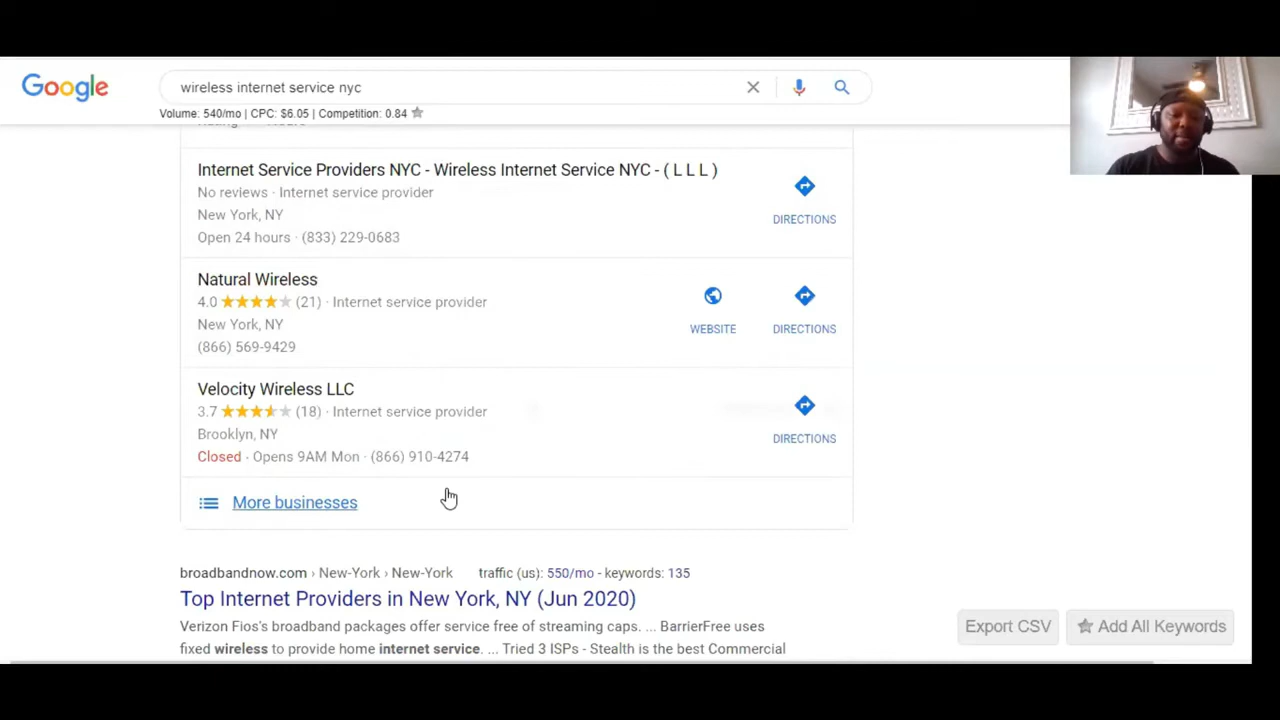 Google
wireless internet service nyc
Volume: 540/mo | CPC: $6.05 | Competition: 0.84
Internet Service Providers NYC - Wireless Internet Service NYC - ( L L L )
No reviews · Internet service provider
New York, NY
Open 24 hours · (833) 229-0683
DIRECTIONS
Natural Wireless
4.0 (21) · Internet service provider
New York, NY
(866) 569-9429
WEBSITE
DIRECTIONS
Velocity Wireless LLC
3.7 (18) · Internet service provider
Brooklyn, NY
Closed · Opens 9AM Mon · (866) 910-4274
DIRECTIONS
More businesses
broadbandnow.com › New-York › New-York traffic (us): 550/mo - keywords: 135
Top Internet Providers in New York, NY (Jun 2020)
Verizon Fios's broadband packages offer service free of streaming caps. ... BarrierFree uses
fixed wireless to provide home internet service. ... Tried 3 ISPs - Stealth is the best Commercial
Export CSV
Add All Keywords